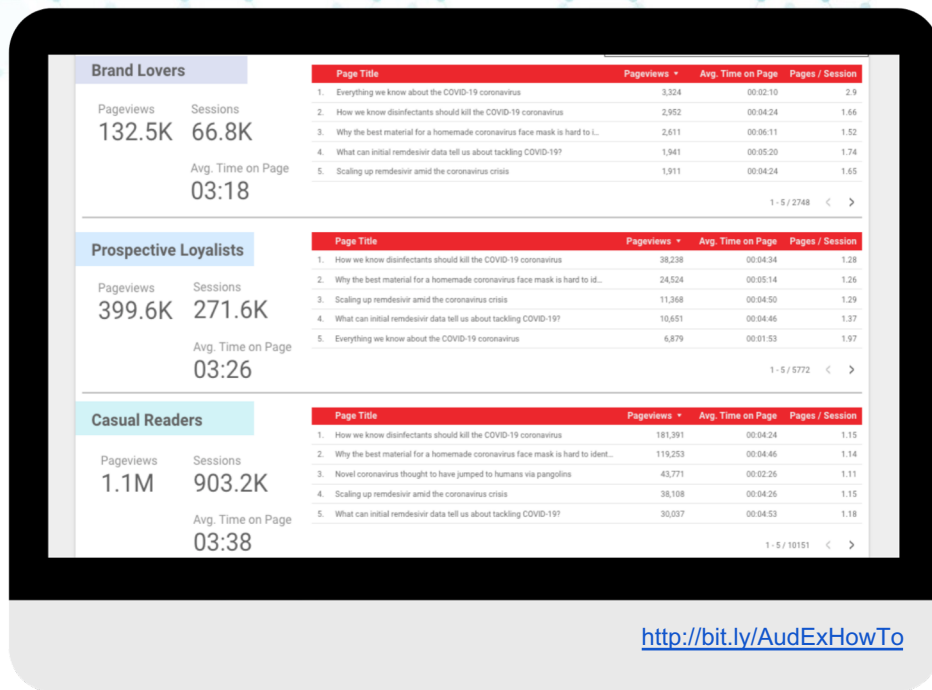 Brand Lovers
Pageviews Sessions
132.5K 66.8K
Avg. Time on Page
03:18
Page Title Pageviews Avg. Time on Page Pages / Session
1. Everything we know about the COVID-19 coronavirus 3,324 00:02:10 2.9
2. How we know disinfectants should kill the COVID-19 coronavirus 2,952 00:04:24 1.66
3. Why the best material for a homemade coronavirus face mask is hard to i... 2,611 00:06:11 1.52
4. What can initial remdesivir data tell us about tackling COVID-19? 1,941 00:05:20 1.74
5. Scaling up remdesivir amid the coronavirus crisis 1,911 00:04:24 1.65
1 - 5 / 2748 < >
Prospective Loyalists
Pageviews Sessions
399.6K 271.6K
Avg. Time on Page
03:26
Page Title Pageviews Avg. Time on Page Pages / Session
1. How we know disinfectants should kill the COVID-19 coronavirus 38,238 00:04:34 1.28
2. Why the best material for a homemade coronavirus face mask is hard to id... 24,524 00:05:14 1.26
3. Scaling up remdesivir amid the coronavirus crisis 11,368 00:04:50 1.29
4. What can initial remdesivir data tell us about tackling COVID-19? 10,651 00:04:46 1.37
5. Everything we know about the COVID-19 coronavirus 6,879 00:01:53 1.97
1 - 5 / 5772 < >
Casual Readers
Pageviews Sessions
1.1M 903.2K
Avg. Time on Page
03:38
Page Title Pageviews Avg. Time on Page Pages / Session
1. How we know disinfectants should kill the COVID-19 coronavirus 181,391 00:04:24 1.15
2. Why the best material for a homemade coronavirus face mask is hard to ident... 119,253 00:04:46 1.14
3. Novel coronavirus thought to have jumped to humans via pangolins 43,771 00:02:26 1.11
4. Scaling up remdesivir amid the coronavirus crisis 38,108 00:04:26 1.15
5. What can initial remdesivir data tell us about tackling COVID-19? 30,037 00:04:53 1.18
1 - 5 / 10151 < >
http://bit.ly/AudExHowTo